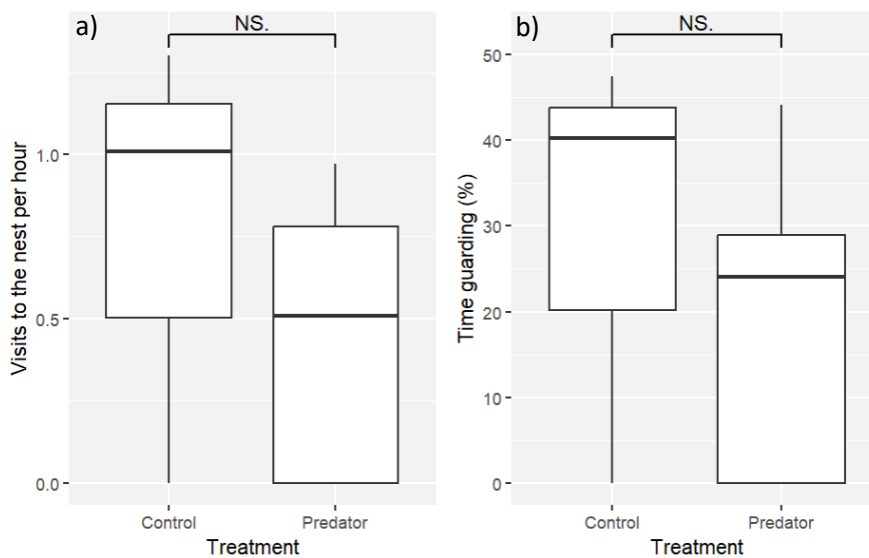 a)
NS.
Visits to the nest per hour
1.0
0.5
0.0
Control Predator
Treatment
b)
NS.
Time guarding (%)
50
40
30
20
10
0
Control Predator
Treatment